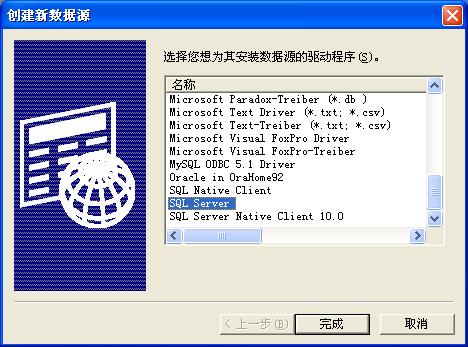 创建新数据源
选择您想为其安装数据源的驱动程序(S)。
名称
Microsoft Paradox-Treiber (*.db )
Microsoft Text Driver (*.txt; *.csv)
Microsoft Text-Treiber (*.txt; *.csv)
Microsoft Visual FoxPro Driver
Microsoft Visual FoxPro-Treiber
MySQL ODBC 5.1 Driver
Oracle in OraHome92
SQL Native Client
SQL Server
SQL Server Native Client 10.0
< 上一步(B)
完成
取消